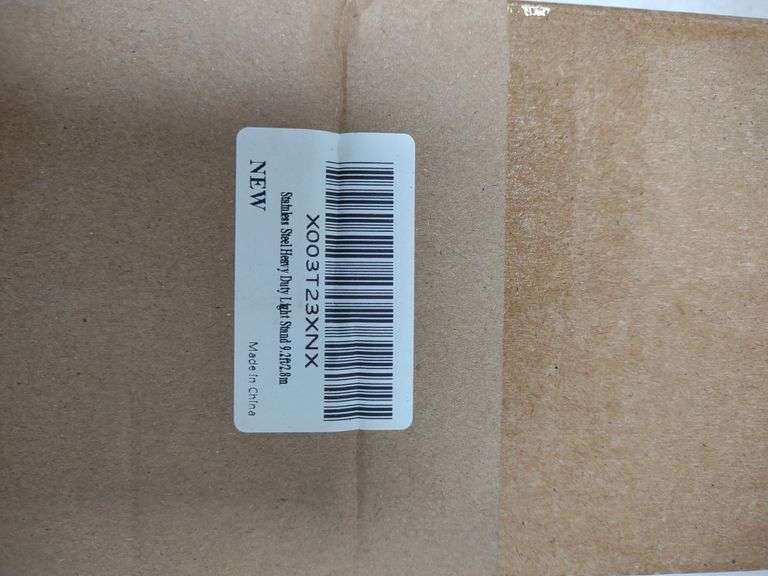 X003T23XNX
Stainless Steel Heavy Duty Light Stand 9.2ft/2.8m
NEW
Made in China